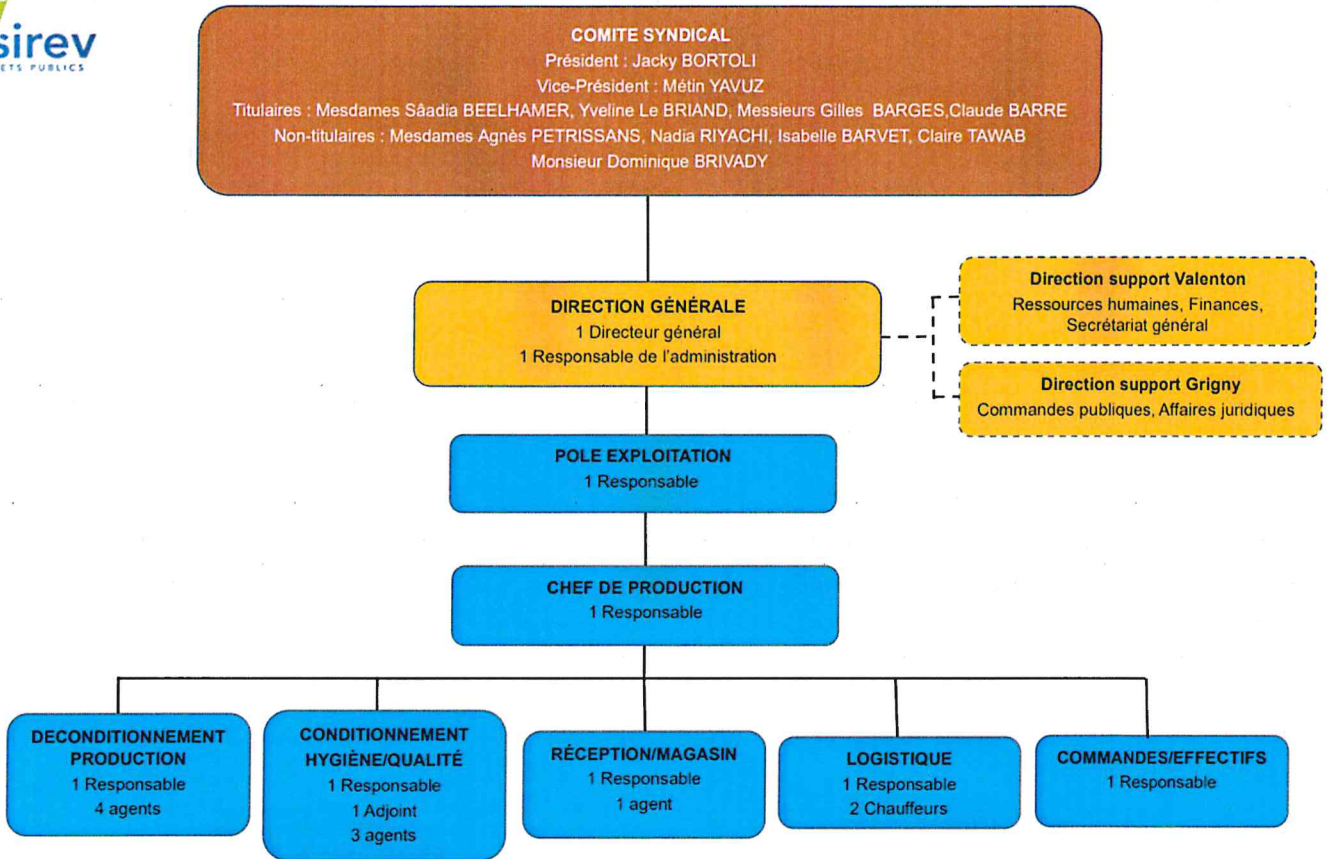 sirev
ETS PUBLICS
COMITE SYNDICAL
Président : Jacky BORTOLI
Vice-Président : Métin YAVUZ
Titulaires : Mesdames Sâadia BEELHAMER, Yveline Le BRIAND, Messieurs Gilles BARGES,Claude BARRE
Non-titulaires : Mesdames Agnès PETRISSANS, Nadia RIYACHI, Isabelle BARVET, Claire TAWAB
Monsieur Dominique BRIVADY
DIRECTION GÉNÉRALE
1 Directeur général
1 Responsable de l'administration
Direction support Valenton
Ressources humaines, Finances,
Secrétariat général
Direction support Grigny
Commandes publiques, Affaires juridiques
POLE EXPLOITATION
1 Responsable
CHEF DE PRODUCTION
1 Responsable
DECONDITIONNEMENT
PRODUCTION
1 Responsable
4 agents
CONDITIONNEMENT
HYGIÈNE/QUALITÉ
1 Responsable
1 Adjoint
3 agents
RÉCEPTION/MAGASIN
1 Responsable
1 agent
LOGISTIQUE
1 Responsable
2 Chauffeurs
COMMANDES/EFFECTIFS
1 Responsable